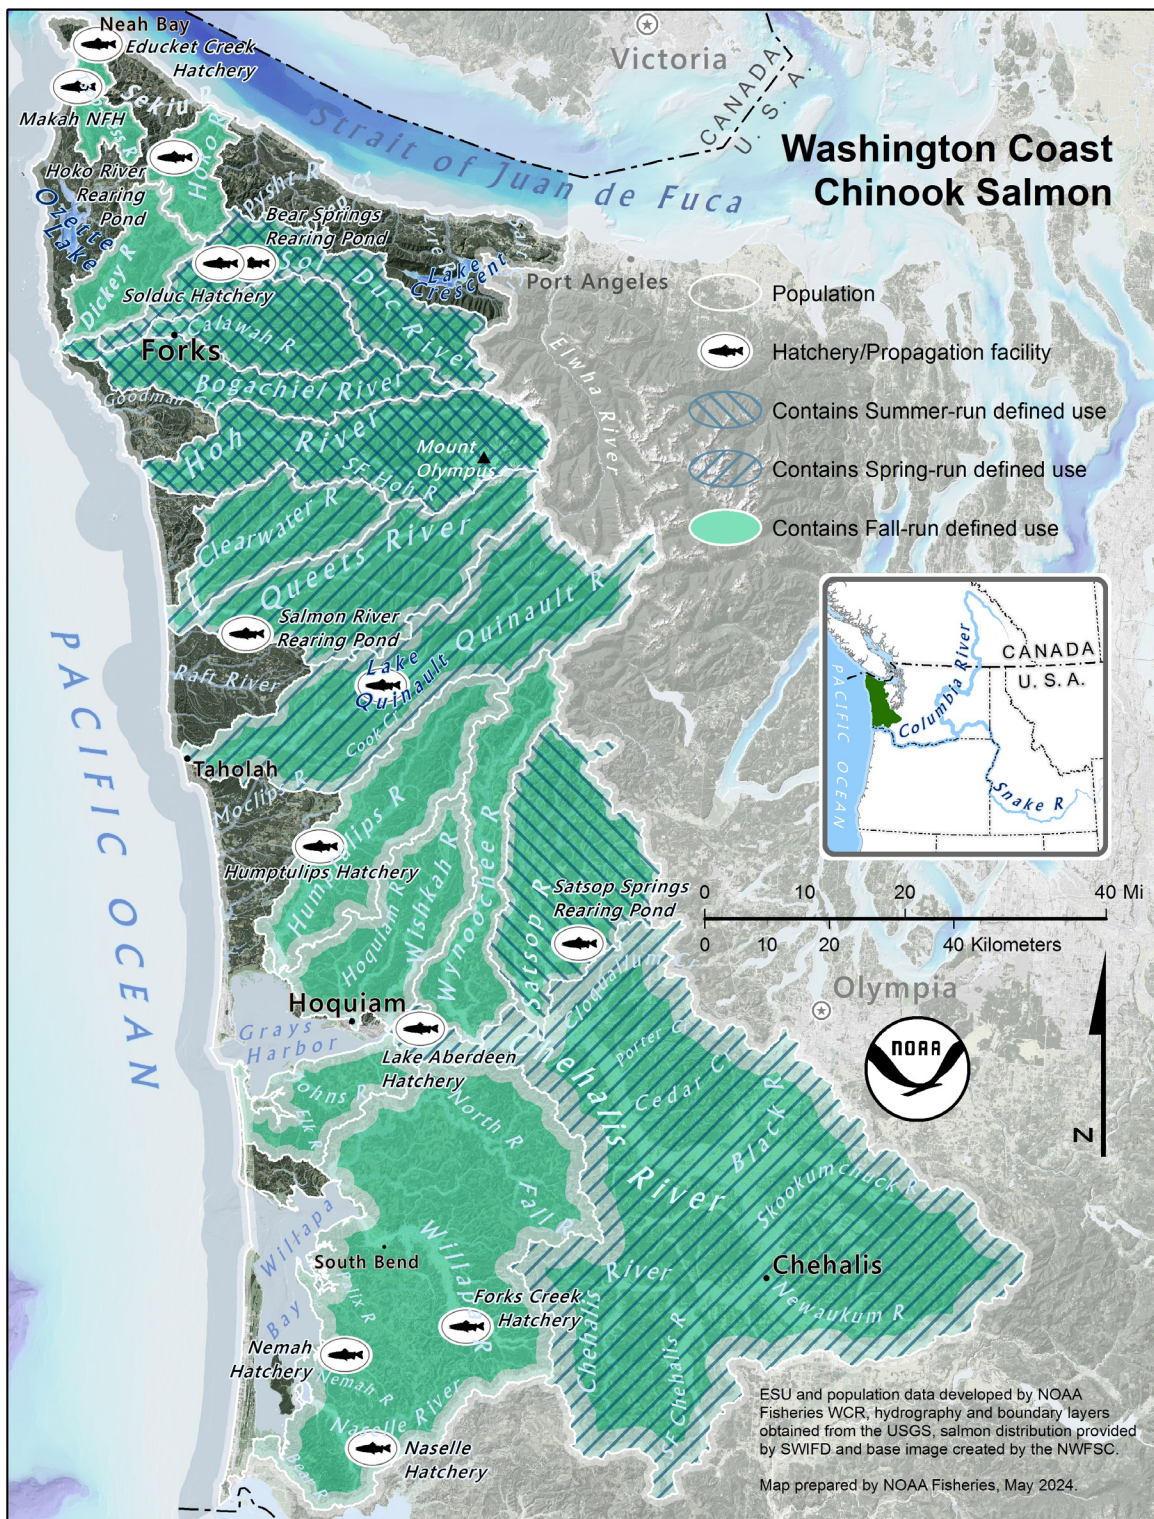 Washington Coast
Chinook Salmon
Population
Hatchery/Propagation facility
Contains Summer-run defined use
Contains Spring-run defined use
Contains Fall-run defined use
Neah Bay
Educket Creek
Hatchery
Makah NFH
Sekiu R
Hoko R
Hoko River
Rearing
Pond
Ozette
Lake
Dickey R
Pysht R
Bear Springs
Rearing Pond
Solduc Hatchery
Sol Duc River
Lake
Crescent
Strait of Juan de Fuca
Victoria
CANADA
U. S. A.
Port Angeles
Elwha River
Calawah R
Forks
Bogachiel River
Goodman Cr
Hoh River
SF Hoh R
Mount
Olympus
Clearwater R
Queets River
Salmon River
Rearing Pond
Quinault R
Lake
Quinault
Raft River
Cook Cr
Taholah
Moclips R
PACIFIC OCEAN
Humptulips R
Humptulips Hatchery
Hoquiam R
Wishkah R
Wynoochee R
Satsop R
Satsop Springs
Rearing Pond
Cloquallum Cr
Hoquiam
Grays
Harbor
Lake Aberdeen
Hatchery
Chehalis River
Porter Cr
Cedar Cr
Black R
Skookumchuck R
Johns R
Elk R
North R
Fall R
Willapa R
Willapa
Bay
South Bend
Palix R
Forks Creek
Hatchery
Nemah
Hatchery
Nemah R
Naselle River
Naselle
Hatchery
Bear R
Chehalis River
SF Chehalis R
Chehalis
Newaukum R
Olympia
NOAA
N
0 10 20 40 Mi
0 10 20 40 Kilometers
CANADA
U. S. A.
Columbia River
Snake R
PACIFIC OCEAN
ESU and population data developed by NOAA
Fisheries WCR, hydrography and boundary layers
obtained from the USGS, salmon distribution provided
by SWIFD and base image created by the NWFSC.
Map prepared by NOAA Fisheries, May 2024.